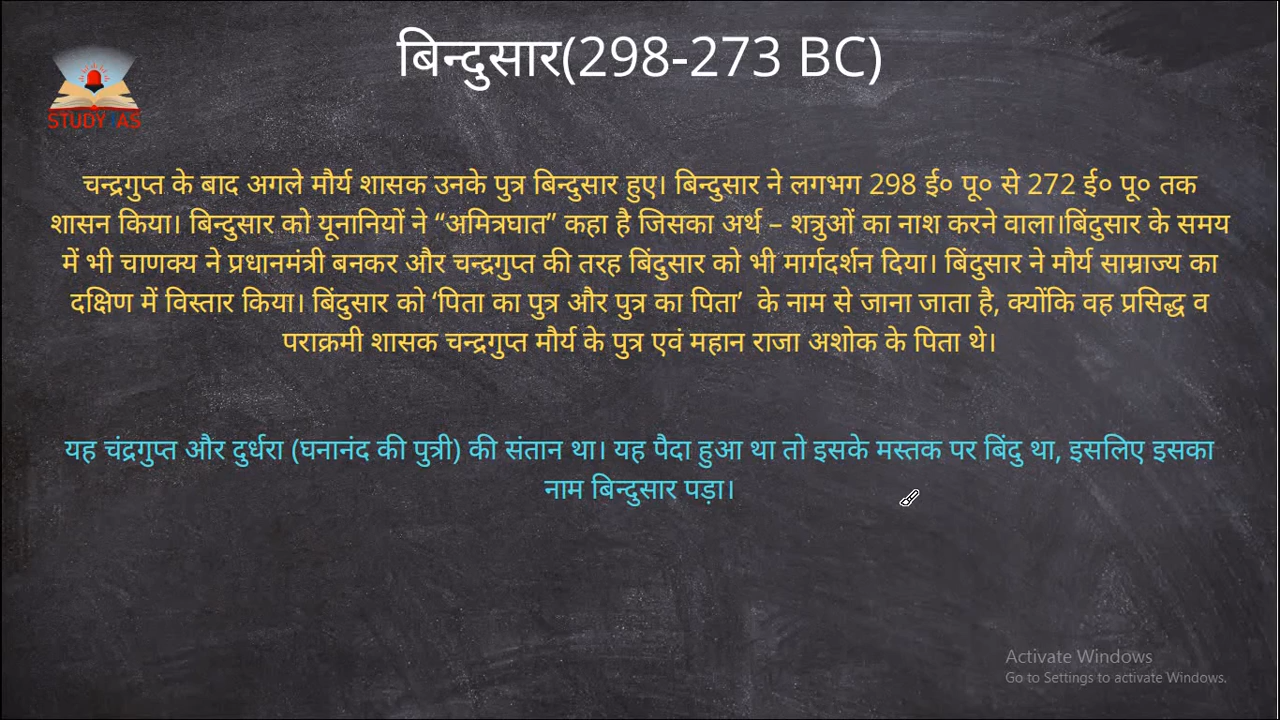 बिन्दुसार(298-273 BC)
STUDY AS
चन्द्रगुप्त के बाद अगले मौर्य शासक उनके पुत्र बिन्दुसार हुए। बिन्दुसार ने लगभग 298 ई० पू० से 272 ई० पू० तक
शासन किया। बिन्दुसार को यूनानियों ने “अमित्रघात” कहा है जिसका अर्थ – शत्रुओं का नाश करने वाला।बिंदुसार के समय
में भी चाणक्य ने प्रधानमंत्री बनकर और चन्द्रगुप्त की तरह बिंदुसार को भी मार्गदर्शन दिया। बिंदुसार ने मौर्य साम्राज्य का
दक्षिण में विस्तार किया। बिंदुसार को ‘पिता का पुत्र और पुत्र का पिता’ के नाम से जाना जाता है, क्योंकि वह प्रसिद्ध व
पराक्रमी शासक चन्द्रगुप्त मौर्य के पुत्र एवं महान राजा अशोक के पिता थे।
यह चंद्रगुप्त और दुर्धरा (घनानंद की पुत्री) की संतान था। यह पैदा हुआ था तो इसके मस्तक पर बिंदु था, इसलिए इसका
नाम बिन्दुसार पड़ा।
Activate Windows
Go to Settings to activate Windows.